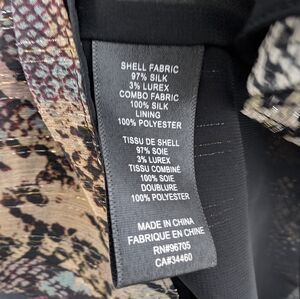 SHELL FABRIC
97% SILK
3% LUREX
COMBO FABRIC
100% SILK
LINING
100% POLYESTER
TISSU DE SHELL
97% SOIE
3% LUREX
TISSU COMBINÉ
100% SOIE
DOUBLURE
100% POLYESTER
MADE IN CHINA
FABRIQUE EN CHINE
RN#96705
CA#34460